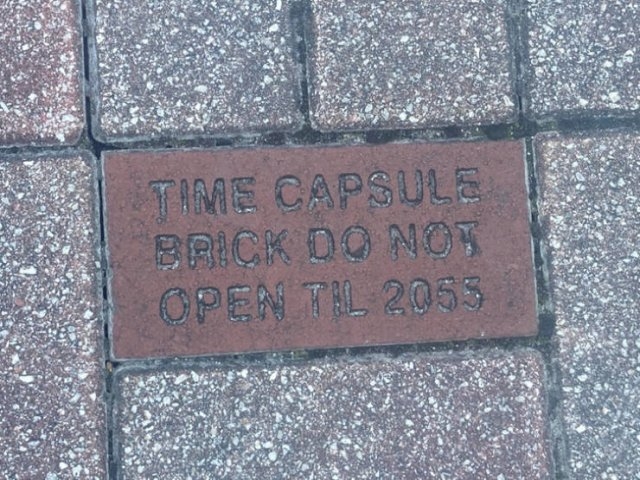 TIME CAPSULE
BRICK DO NOT
OPEN TIL 2055